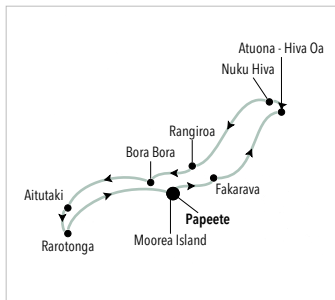 Atuona - Hiva Oa
Nuku Hiva
Rangiroa
Bora Bora
Aitutaki
Fakarava
Papeete
Rarotonga
Moorea Island